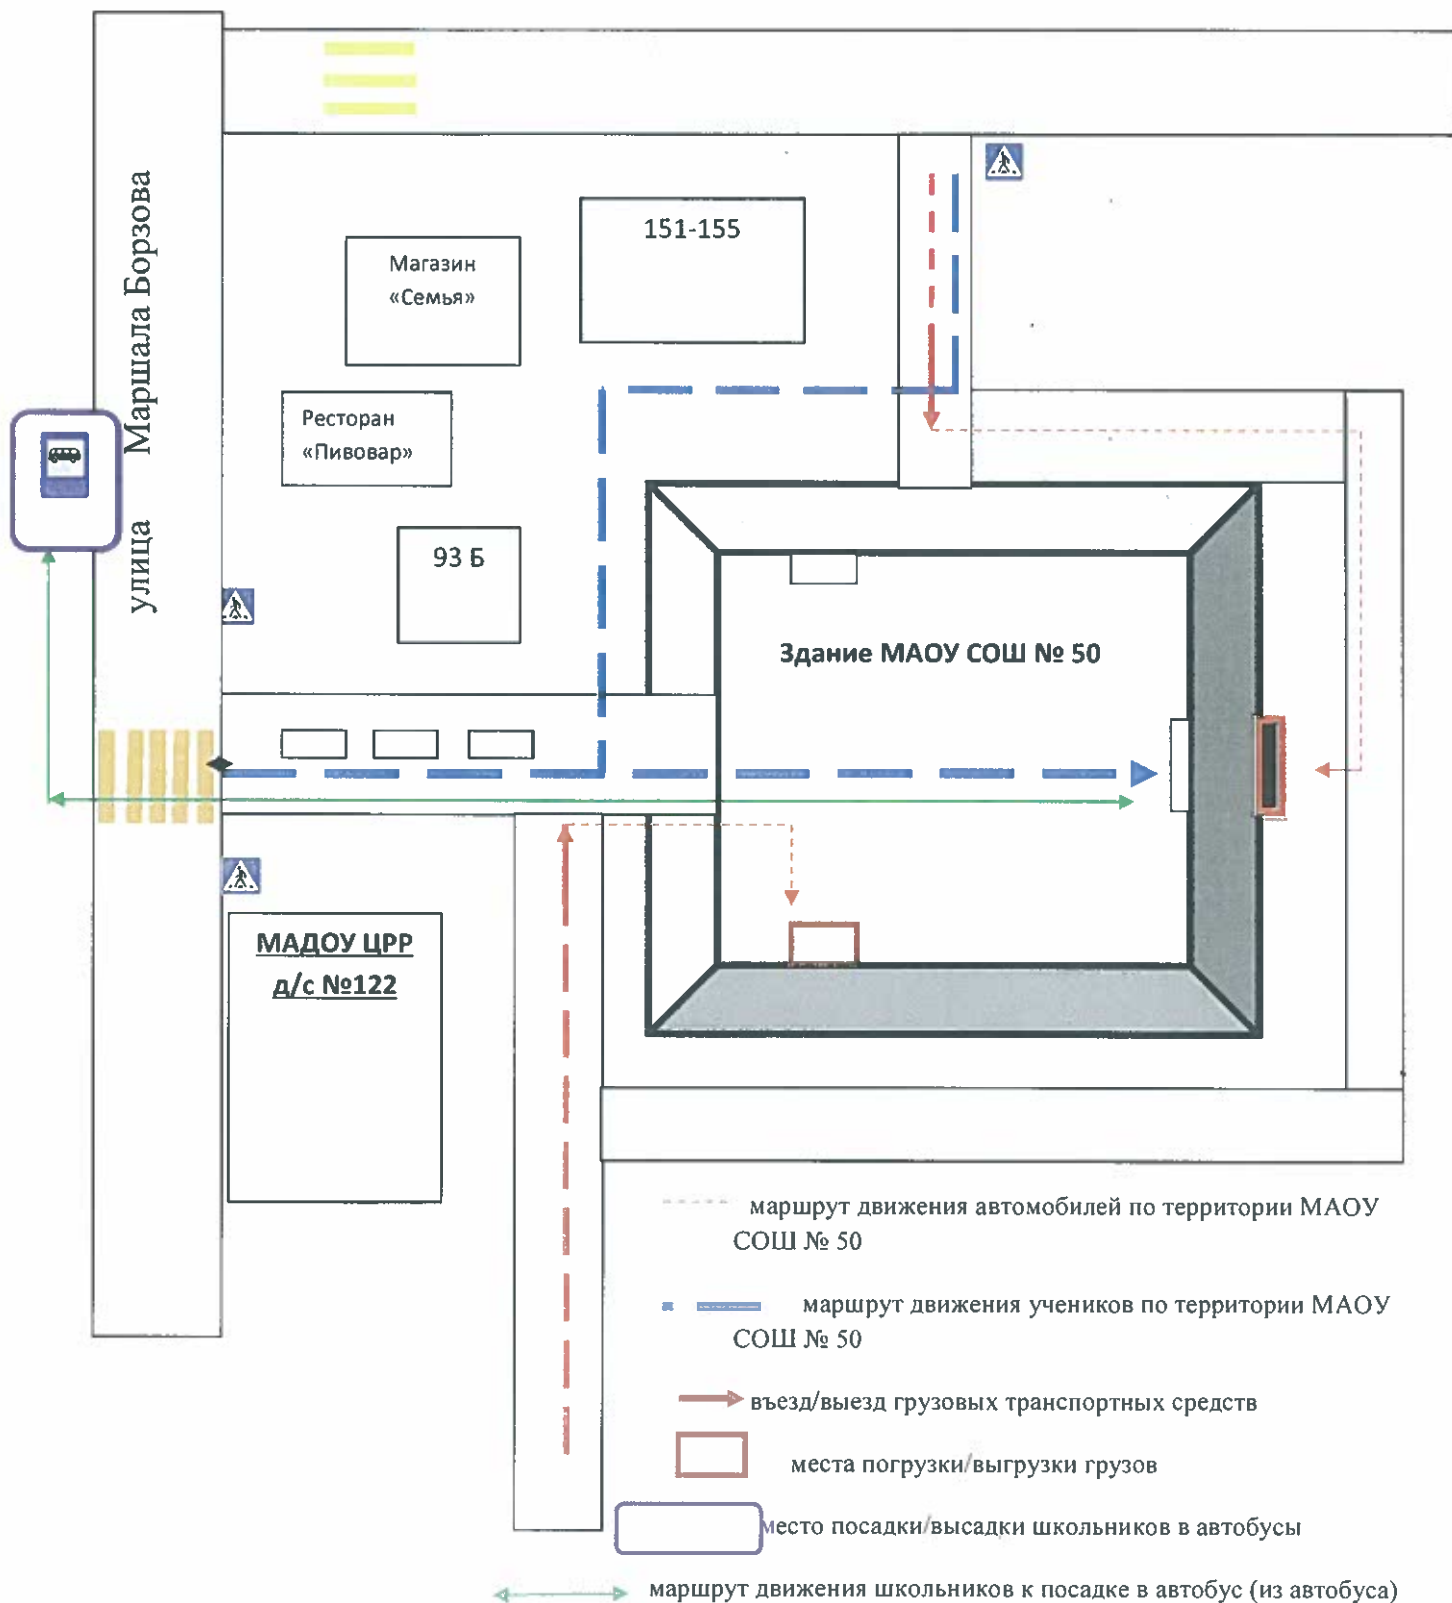 улица Маршала Борзова
151-155
Магазин
«Семья»
Ресторан
«Пивовар»
93 Б
Здание МАОУ СОШ № 50
МАДОУ ЦРР
д/с №122
маршрут движения автомобилей по территории МАОУ
СОШ № 50
маршрут движения учеников по территории МАОУ
СОШ № 50
въезд/выезд грузовых транспортных средств
места погрузки/выгрузки грузов
место посадки/высадки школьников в автобусы
маршрут движения школьников к посадке в автобус (из автобуса)